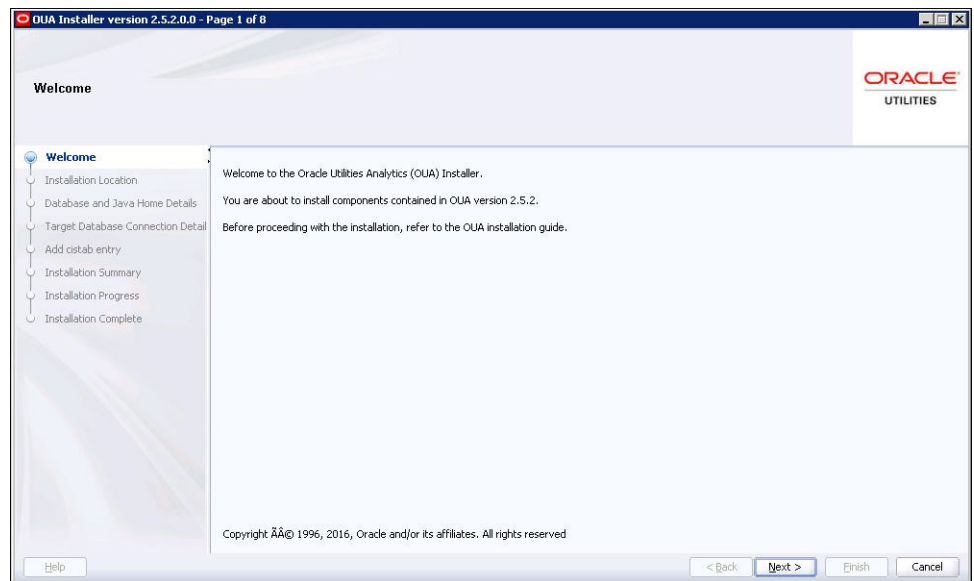 OUA Installer version 2.5.2.0.0 - Page 1 of 8
Welcome
ORACLE
UTILITIES
Welcome
Installation Location
Database and Java Home Details
Target Database Connection Detail
Add cistab entry
Installation Summary
Installation Progress
Installation Complete
Welcome to the Oracle Utilities Analytics (OUA) Installer.
You are about to install components contained in OUA version 2.5.2.
Before proceeding with the installation, refer to the OUA installation guide.
Copyright ÃÂ© 1996, 2016, Oracle and/or its affiliates. All rights reserved
Help
< Back
Next >
Finish
Cancel